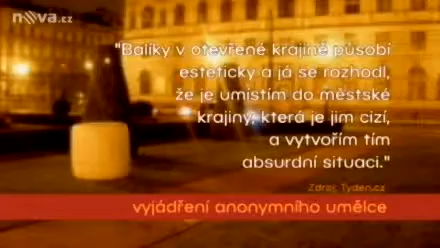 nova.cz
"Balíky v otevřené krajině působí
esteticky a já se rozhodl,
že je umístím do městské
krajiny, která je jim cizí,
a vytvořím tím
absurdní situaci."
Zdroj: Tyden.cz
vyjádření anonymního umělce